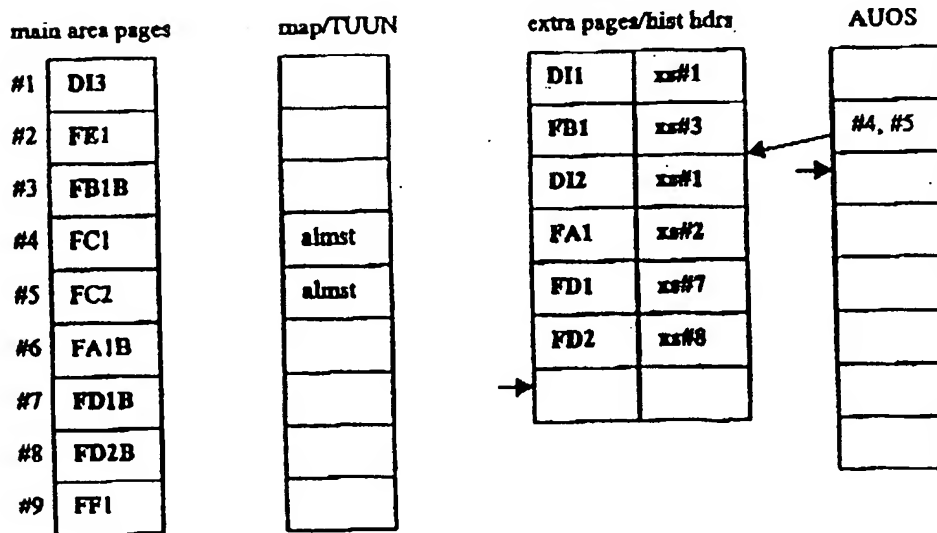 main area pages map/TUUN extra pages/hist hdrs AUOS
#1 DI3 DI1 xs#1
#2 FE1 FB1 xs#3 #4, #5
#3 FB1B DI2 xs#1
#4 FC1 almst FA1 xs#2
#5 FC2 almst FD1 xs#7
#6 FA1B FD2 xs#8
#7 FD1B
#8 FD2B
#9 FF1